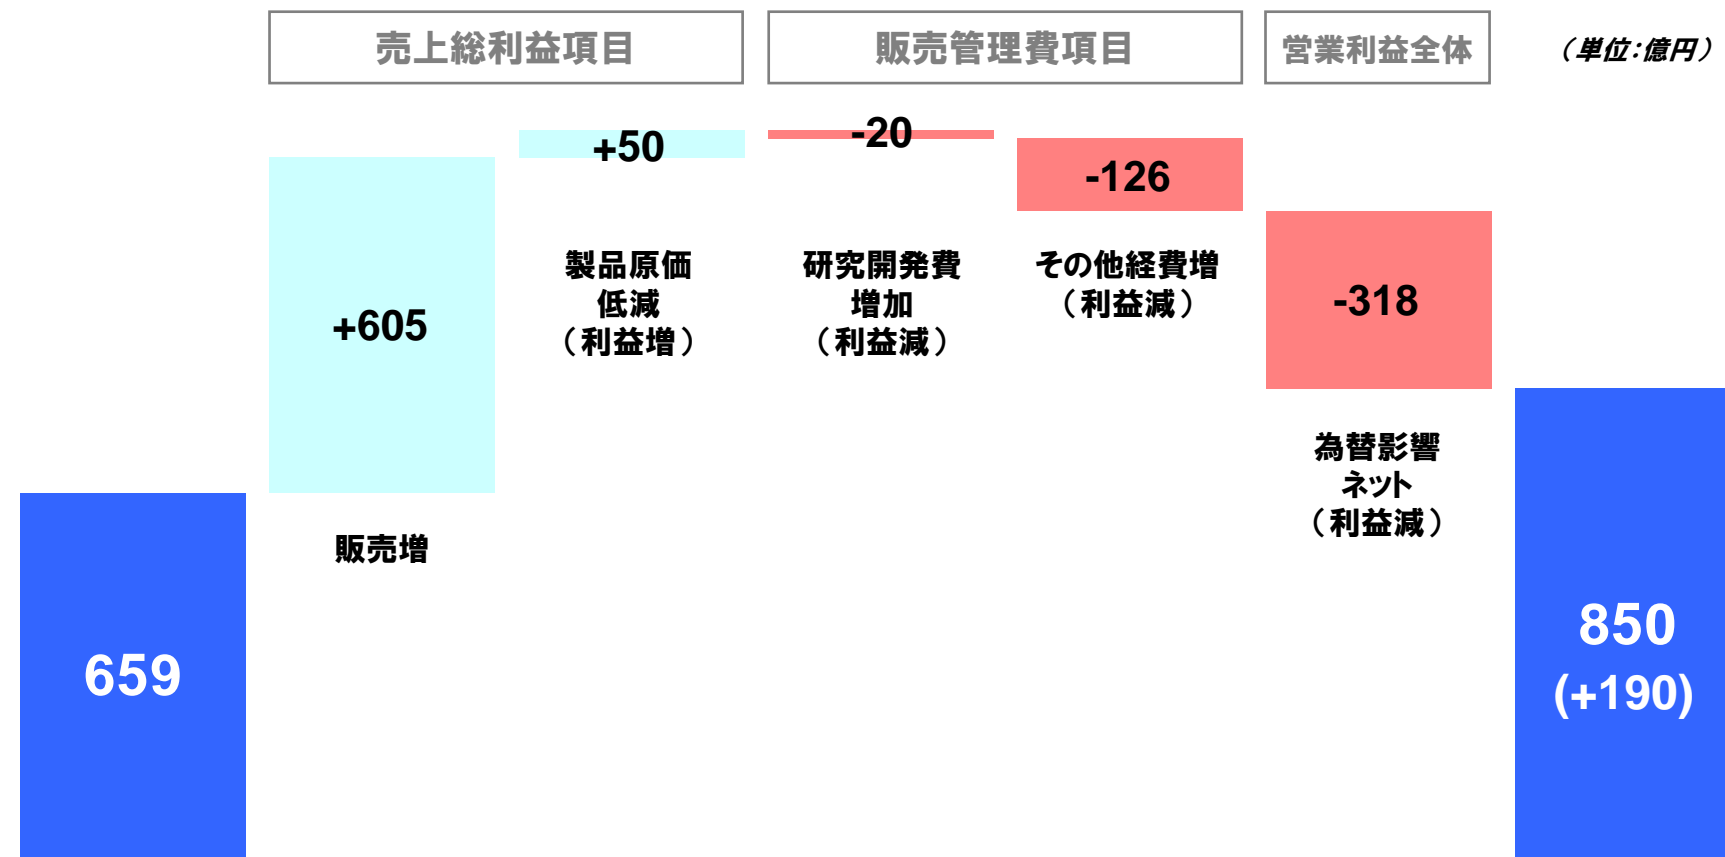 売上総利益項目
販売管理費項目
営業利益全体
（単位：億円）
+50
-20
-126
+605
-318
製品原価
低減
（利益増）
研究開発費
増加
（利益減）
その他経費増
（利益減）
為替影響
ネット
（利益減）
販売増
659
850
(+190)